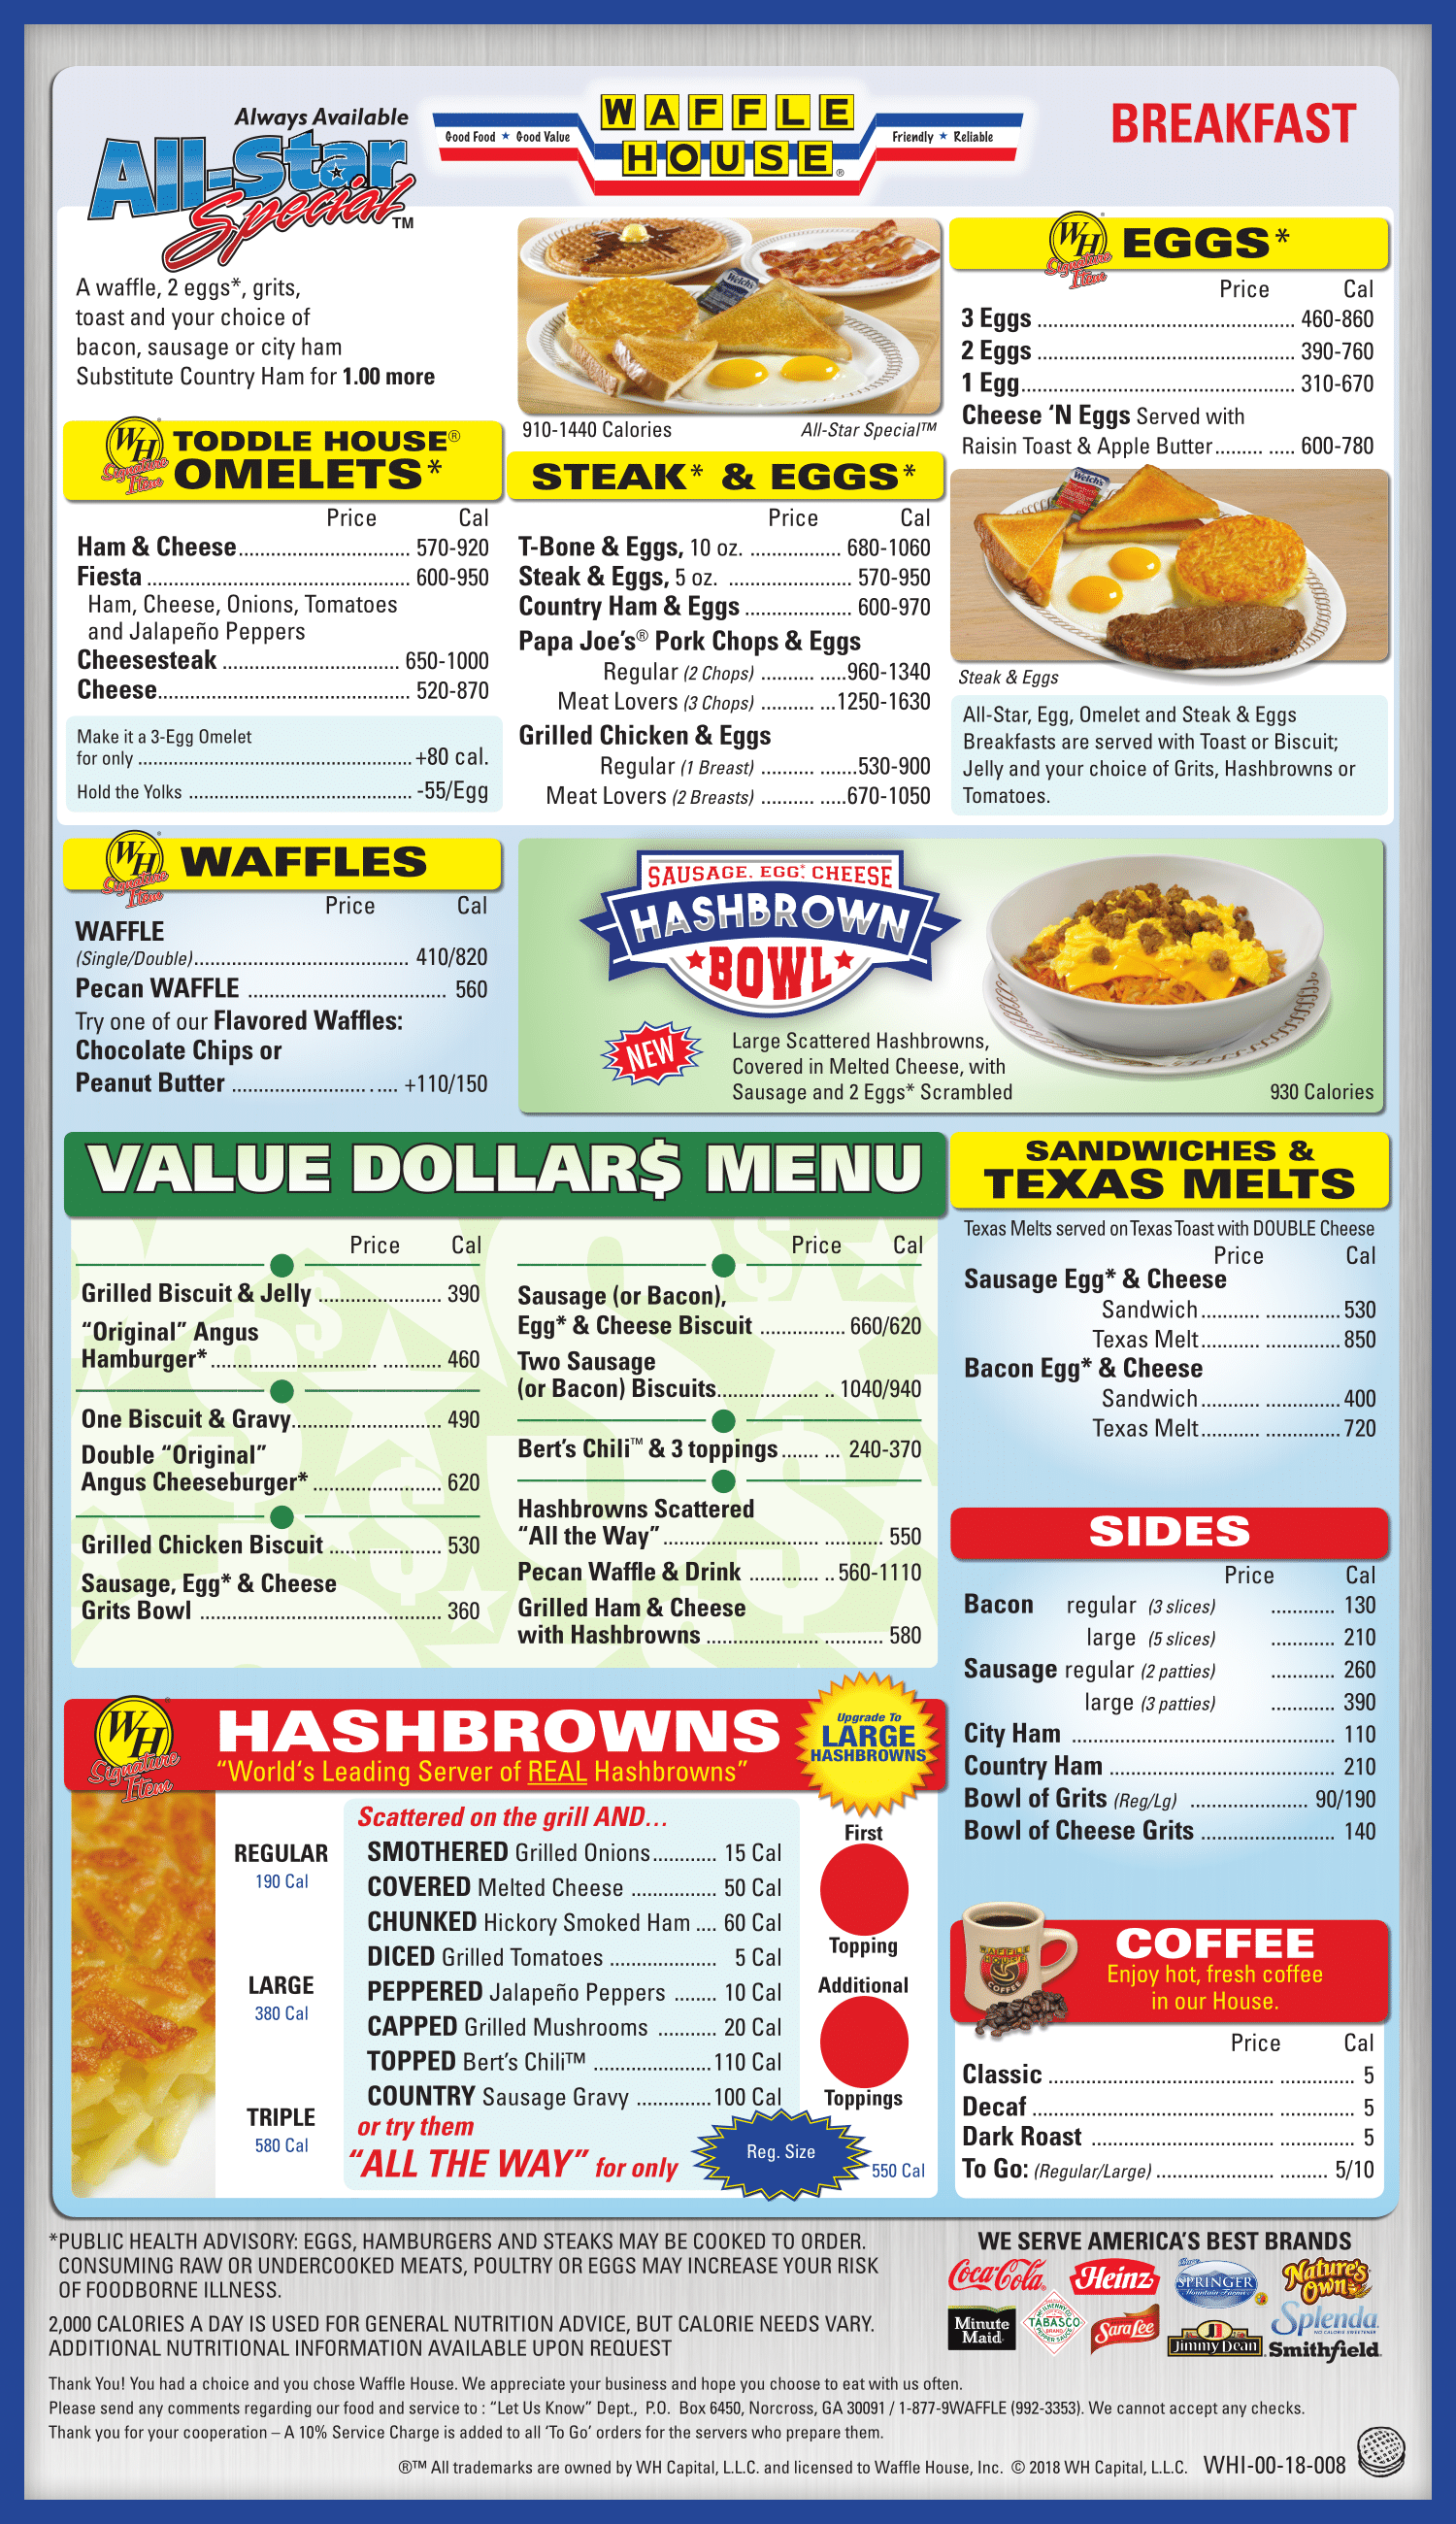 Always Available
All-Star
Special™
WAFFLE
HOUSE®
Good Food ★ Good Value
Friendly ★ Reliable
BREAKFAST
A waffle, 2 eggs*, grits,
toast and your choice of
bacon, sausage or city ham
Substitute Country Ham for 1.00 more
Welch's
910-1440 Calories
All-Star Special™
WH
Signature
Item
EGGS*
Price Cal
3 Eggs ............ 460-860
2 Eggs ............ 390-760
1 Egg ............ 310-670
Cheese ‘N Eggs Served with
Raisin Toast & Apple Butter ......... ..... 600-780
Welch's
Steak & Eggs
All-Star, Egg, Omelet and Steak & Eggs
Breakfasts are served with Toast or Biscuit;
Jelly and your choice of Grits, Hashbrowns or
Tomatoes.
WH
Signature
Item
TODDLE HOUSE®
OMELETS*
Price Cal
Ham & Cheese ............ 570-920
Fiesta ............ 600-950
Ham, Cheese, Onions, Tomatoes
and Jalapeño Peppers
Cheesesteak ............ 650-1000
Cheese ............ 520-870
Make it a 3-Egg Omelet
for only ............ +80 cal.
Hold the Yolks ............ -55/Egg
STEAK* & EGGS*
Price Cal
T-Bone & Eggs, 10 oz. ............ 680-1060
Steak & Eggs, 5 oz. ............ 570-950
Country Ham & Eggs ............ 600-970
Papa Joe’s® Pork Chops & Eggs
Regular (2 Chops) .......... .....960-1340
Meat Lovers (3 Chops) .......... ...1250-1630
Grilled Chicken & Eggs
Regular (1 Breast) .......... .......530-900
Meat Lovers (2 Breasts) .......... .....670-1050
WH
Signature
Item
WAFFLES
Price Cal
WAFFLE
(Single/Double) ............ 410/820
Pecan WAFFLE ............ 560
Try one of our Flavored Waffles:
Chocolate Chips or
Peanut Butter ............ +110/150
SAUSAGE, EGG* CHEESE
HASHBROWN
★BOWL★
NEW
Large Scattered Hashbrowns,
Covered in Melted Cheese, with
Sausage and 2 Eggs* Scrambled
930 Calories
VALUE DOLLAR$ MENU
Price Cal
Grilled Biscuit & Jelly ............ 390
“Original” Angus
Hamburger* ............ 460
One Biscuit & Gravy ............ 490
Double “Original”
Angus Cheeseburger* ............ 620
Grilled Chicken Biscuit ............ 530
Sausage, Egg* & Cheese
Grits Bowl ............ 360
Price Cal
Sausage (or Bacon),
Egg* & Cheese Biscuit ............ 660/620
Two Sausage
(or Bacon) Biscuits ............ 1040/940
Bert’s Chili™ & 3 toppings ....... ... 240-370
Hashbrowns Scattered
“All the Way” ............ 550
Pecan Waffle & Drink ............. ..560-1110
Grilled Ham & Cheese
with Hashbrowns ............ 580
SANDWICHES &
TEXAS MELTS
Texas Melts served on Texas Toast with DOUBLE Cheese
Price Cal
Sausage Egg* & Cheese
Sandwich ............ 530
Texas Melt ............ 850
Bacon Egg* & Cheese
Sandwich ............ 400
Texas Melt ............ 720
SIDES
Price Cal
Bacon regular (3 slices) ............ 130
large (5 slices) ............ 210
Sausage regular (2 patties) ............ 260
large (3 patties) ............ 390
City Ham ............ 110
Country Ham ............ 210
Bowl of Grits (Reg/Lg) ............ 90/190
Bowl of Cheese Grits ............ 140
WH
Signature
Item
HASHBROWNS
“World‘s Leading Server of REAL Hashbrowns”
Upgrade To
LARGE
HASHBROWNS
REGULAR
190 Cal
LARGE
380 Cal
TRIPLE
580 Cal
Scattered on the grill AND...
SMOTHERED Grilled Onions ............ 15 Cal
COVERED Melted Cheese ............ 50 Cal
CHUNKED Hickory Smoked Ham .... 60 Cal
DICED Grilled Tomatoes ............ 5 Cal
PEPPERED Jalapeño Peppers ........ 10 Cal
CAPPED Grilled Mushrooms ........... 20 Cal
TOPPED Bert’s Chili™ ............ 110 Cal
COUNTRY Sausage Gravy ............ 100 Cal
or try them
“ALL THE WAY” for only
Reg. Size
550 Cal
First
Topping
Additional
Toppings
WAFFLE
HOUSE
COFFEE
COFFEE
Enjoy hot, fresh coffee
in our House.
Price Cal
Classic ............ 5
Decaf ............ 5
Dark Roast ............ 5
To Go: (Regular/Large) ............ 5/10
*PUBLIC HEALTH ADVISORY: EGGS, HAMBURGERS AND STEAKS MAY BE COOKED TO ORDER.
CONSUMING RAW OR UNDERCOOKED MEATS, POULTRY OR EGGS MAY INCREASE YOUR RISK
OF FOODBORNE ILLNESS.
2,000 CALORIES A DAY IS USED FOR GENERAL NUTRITION ADVICE, BUT CALORIE NEEDS VARY.
ADDITIONAL NUTRITIONAL INFORMATION AVAILABLE UPON REQUEST
WE SERVE AMERICA’S BEST BRANDS
Coca-Cola
Heinz
SPRINGER
Mountain Farms
Nature's
Own
Minute
Maid
TABASCO
BRAND
PEPPER SAUCE
Sara Lee
Jimmy Dean
Splenda
NO CALORIE SWEETENER
Smithfield
Thank You! You had a choice and you chose Waffle House. We appreciate your business and hope you choose to eat with us often.
Please send any comments regarding our food and service to : “Let Us Know” Dept., P.O. Box 6450, Norcross, GA 30091 / 1-877-9WAFFLE (992-3353). We cannot accept any checks.
Thank you for your cooperation – A 10% Service Charge is added to all ‘To Go’ orders for the servers who prepare them.
®™ All trademarks are owned by WH Capital, L.L.C. and licensed to Waffle House, Inc. © 2018 WH Capital, L.L.C. WHI-00-18-008